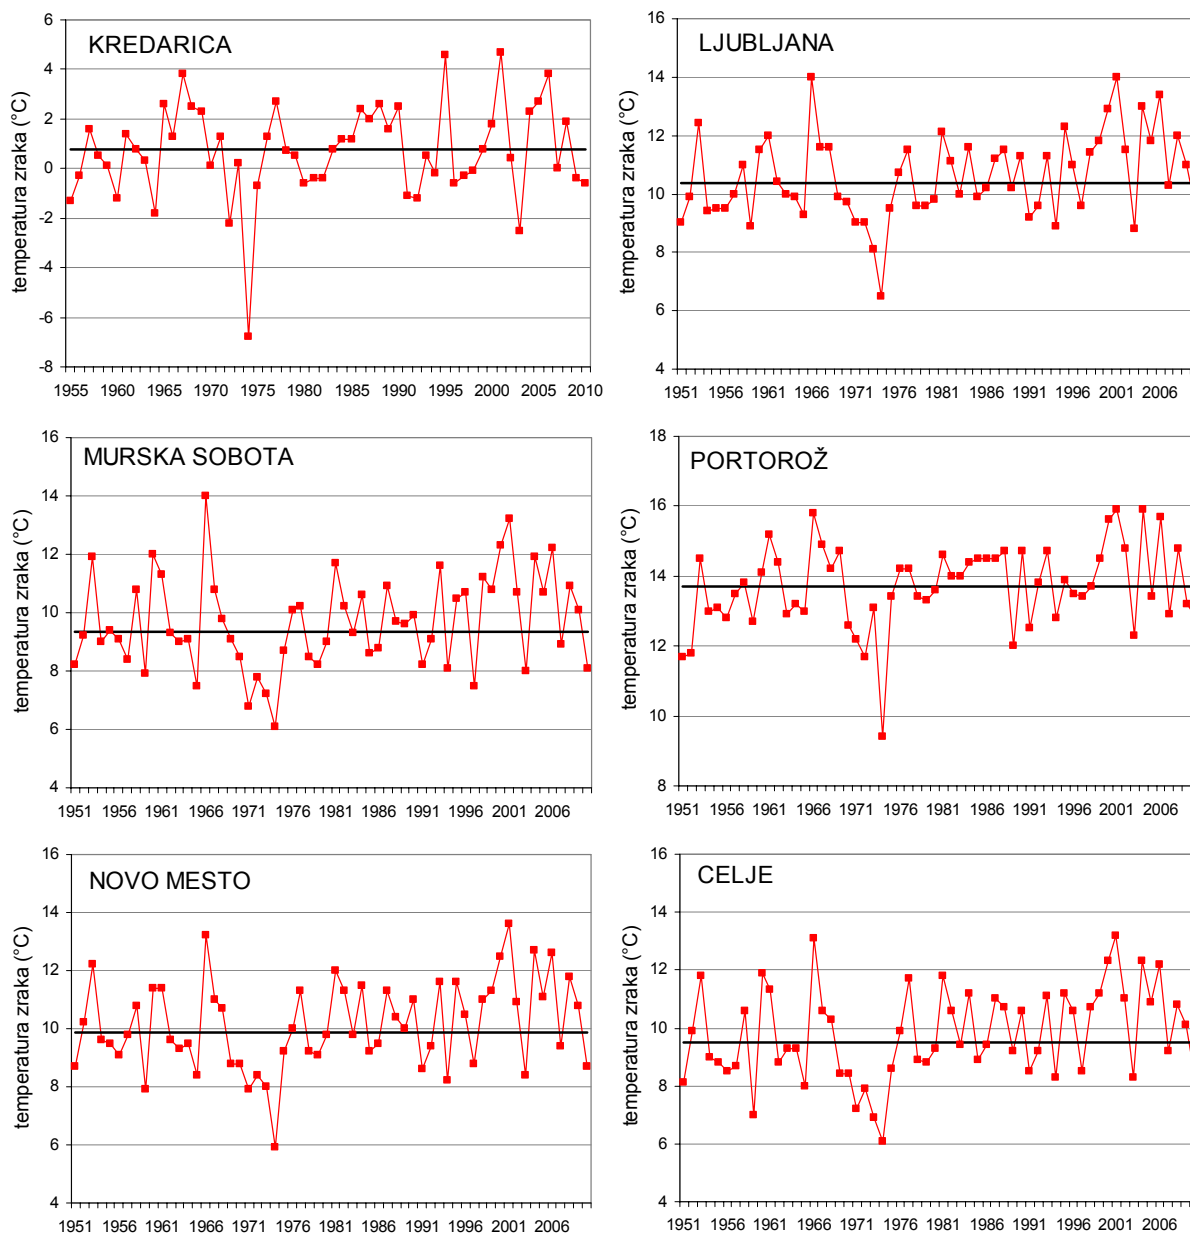 KREDARICA
temperatura zraka (°C)
6
4
2
0
-2
-4
-6
-8
1955 1960 1965 1970 1975 1980 1985 1990 1995 2000 2005 2010
LJUBLJANA
temperatura zraka (°C)
16
14
12
10
8
6
4
1951 1956 1961 1966 1971 1976 1981 1986 1991 1996 2001 2006
MURSKA SOBOTA
temperatura zraka (°C)
16
14
12
10
8
6
4
1951 1956 1961 1966 1971 1976 1981 1986 1991 1996 2001 2006
PORTOROŽ
temperatura zraka (°C)
18
16
14
12
10
8
1951 1956 1961 1966 1971 1976 1981 1986 1991 1996 2001 2006
NOVO MESTO
temperatura zraka (°C)
16
14
12
10
8
6
4
1951 1956 1961 1966 1971 1976 1981 1986 1991 1996 2001 2006
CELJE
temperatura zraka (°C)
16
14
12
10
8
6
4
1951 1956 1961 1966 1971 1976 1981 1986 1991 1996 2001 2006